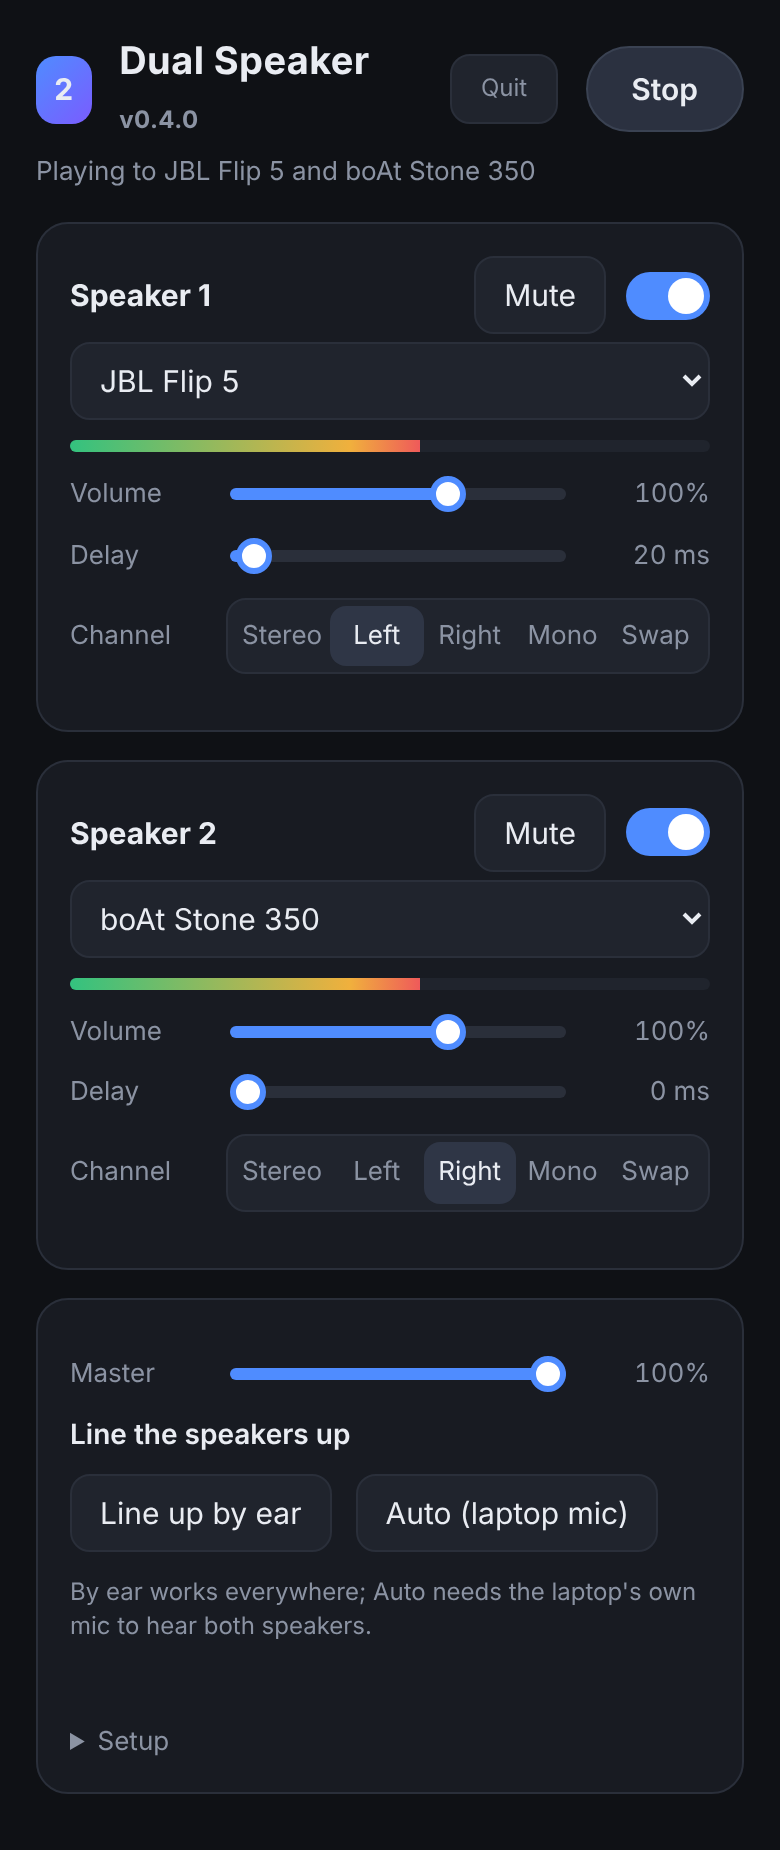 2
Dual Speaker
v0.4.0
Quit
Stop
Playing to JBL Flip 5 and boAt Stone 350
Speaker 1
Mute
JBL Flip 5
Volume 100%
Delay 20 ms
Channel Stereo Left Right Mono Swap
Speaker 2
Mute
boAt Stone 350
Volume 100%
Delay 0 ms
Channel Stereo Left Right Mono Swap
Master 100%
Line the speakers up
Line up by ear Auto (laptop mic)
By ear works everywhere; Auto needs the laptop's own
mic to hear both speakers.
Setup